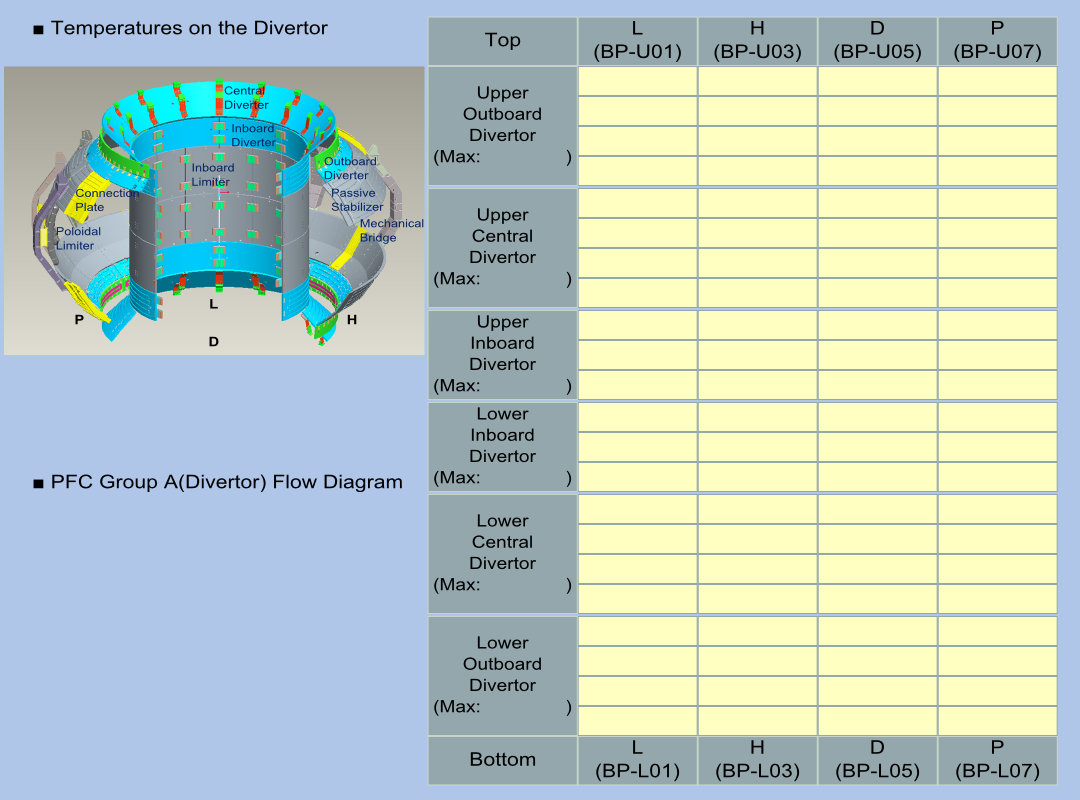 ■ Temperatures on the Divertor
Central
Diverter
Inboard
Diverter
Inboard
Limiter
Outboard
Diverter
Connection
Plate
Passive
Stabilizer
Poloidal
Limiter
Mechanical
Bridge
L
P
H
D
■ PFC Group A(Divertor) Flow Diagram
Top
L
(BP-U01)
H
(BP-U03)
D
(BP-U05)
P
(BP-U07)
Upper
Outboard
Divertor
(Max: )
Upper
Central
Divertor
(Max: )
Upper
Inboard
Divertor
(Max: )
Lower
Inboard
Divertor
(Max: )
Lower
Central
Divertor
(Max: )
Lower
Outboard
Divertor
(Max: )
Bottom
L
(BP-L01)
H
(BP-L03)
D
(BP-L05)
P
(BP-L07)